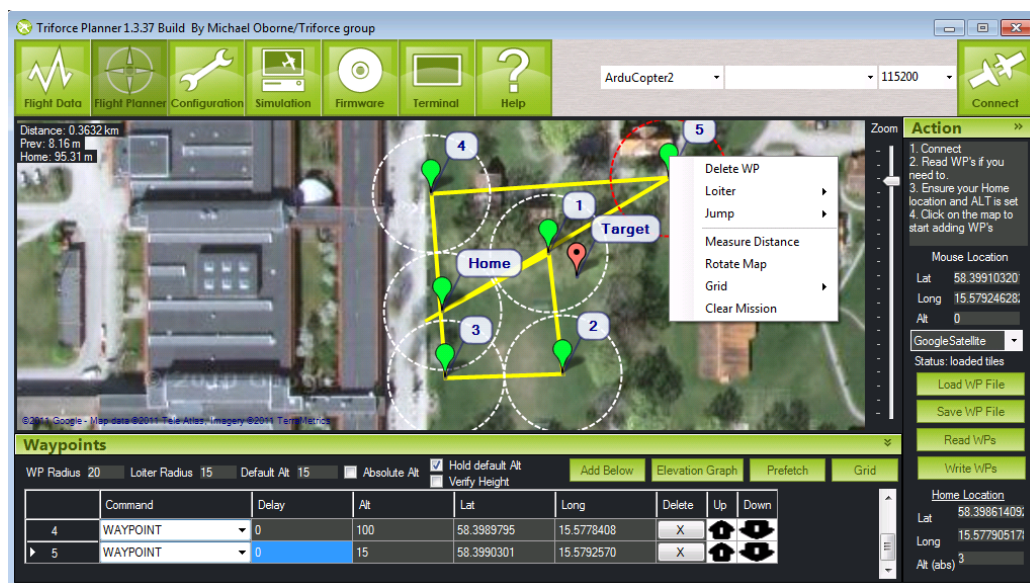 Triforce Planner 1.3.37 Build By Michael Oborne/Triforce group
Flight Data
Flight Planner
Configuration
Simulation
Firmware
Terminal
Help
ArduCopter2
115200
Connect
Distance: 0.3632 km
Prev: 8.16 m
Home: 95.31 m
4
5
1
Target
Home
3
2
Delete WP
Loiter
Jump
Measure Distance
Rotate Map
Grid
Clear Mission
©2011 Google - Map data ©2011 Tele Atlas, Imagery ©2011 TerraMetrics
Zoom
Action »
1. Connect
2. Read WP's if you
need to.
3. Ensure your Home
location and ALT is set
4. Click on the map to
start adding WP's
Mouse Location
Lat 58.399103201
Long 15.57924628
Alt 0
GoogleSatellite
Status: loaded tiles
Load WP File
Save WP File
Read WPs
Write WPs
Home Location
Lat 58.39861409
Long 15.57790517
Alt (abs) 3
Waypoints
WP Radius 20 Loiter Radius 15 Default Alt 15 Absolute Alt
Hold default Alt
Verify Height
Add Below Elevation Graph Prefetch Grid
Command Delay Alt Lat Long Delete Up Down
4 WAYPOINT 0 100 58.3989795 15.5778408 X
5 WAYPOINT 0 15 58.3990301 15.5792570 X